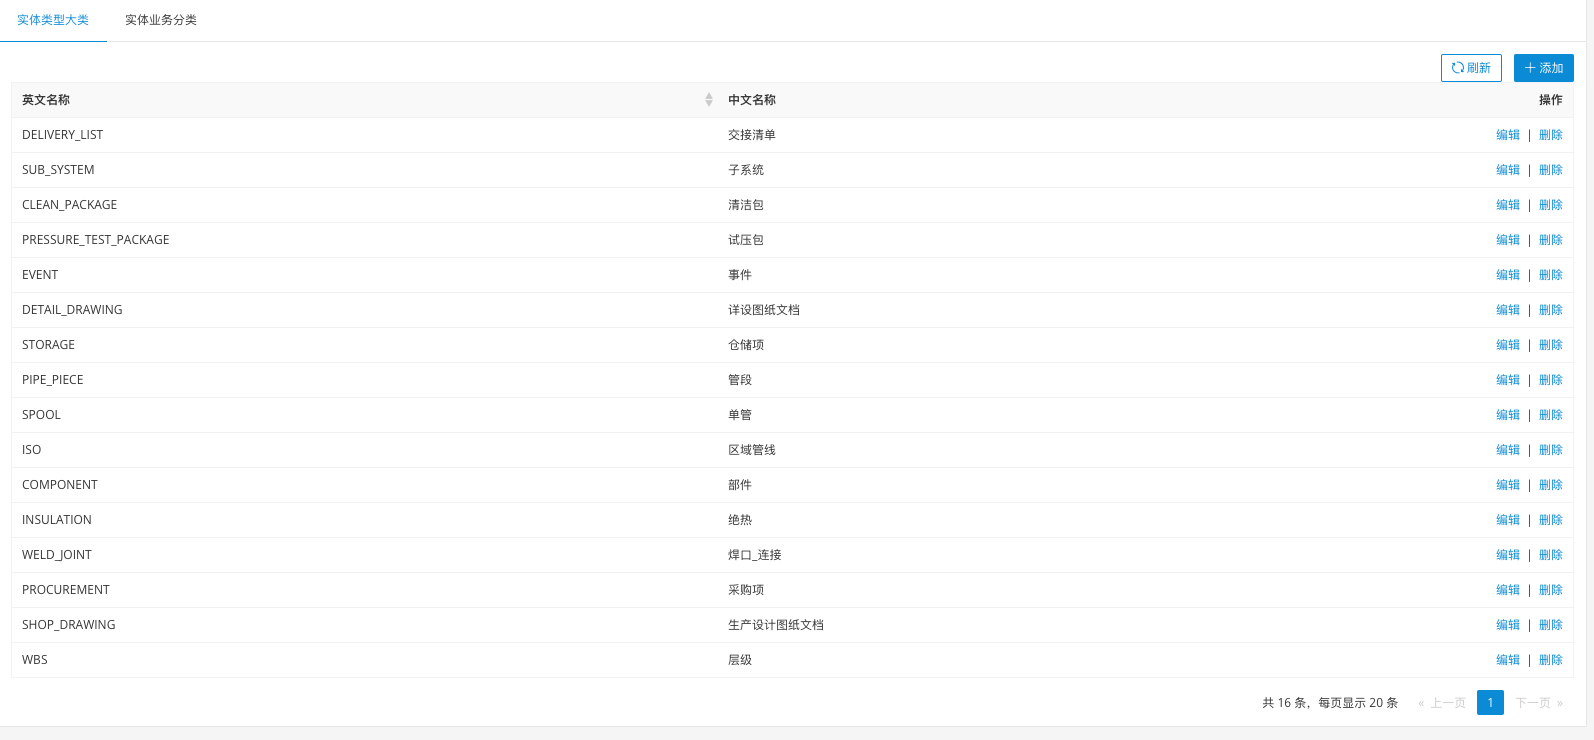 实体类型大类 实体业务分类
刷新 添加
英文名称 中文名称 操作
DELIVERY_LIST 交接清单 编辑 | 删除
SUB_SYSTEM 子系统 编辑 | 删除
CLEAN_PACKAGE 清洁包 编辑 | 删除
PRESSURE_TEST_PACKAGE 试压包 编辑 | 删除
EVENT 事件 编辑 | 删除
DETAIL_DRAWING 详设图纸文档 编辑 | 删除
STORAGE 仓储项 编辑 | 删除
PIPE_PIECE 管段 编辑 | 删除
SPOOL 单管 编辑 | 删除
ISO 区域管线 编辑 | 删除
COMPONENT 部件 编辑 | 删除
INSULATION 绝热 编辑 | 删除
WELD_JOINT 焊口_连接 编辑 | 删除
PROCUREMENT 采购项 编辑 | 删除
SHOP_DRAWING 生产设计图纸文档 编辑 | 删除
WBS 层级 编辑 | 删除
共 16 条，每页显示 20 条 « 上一页 1 下一页 »